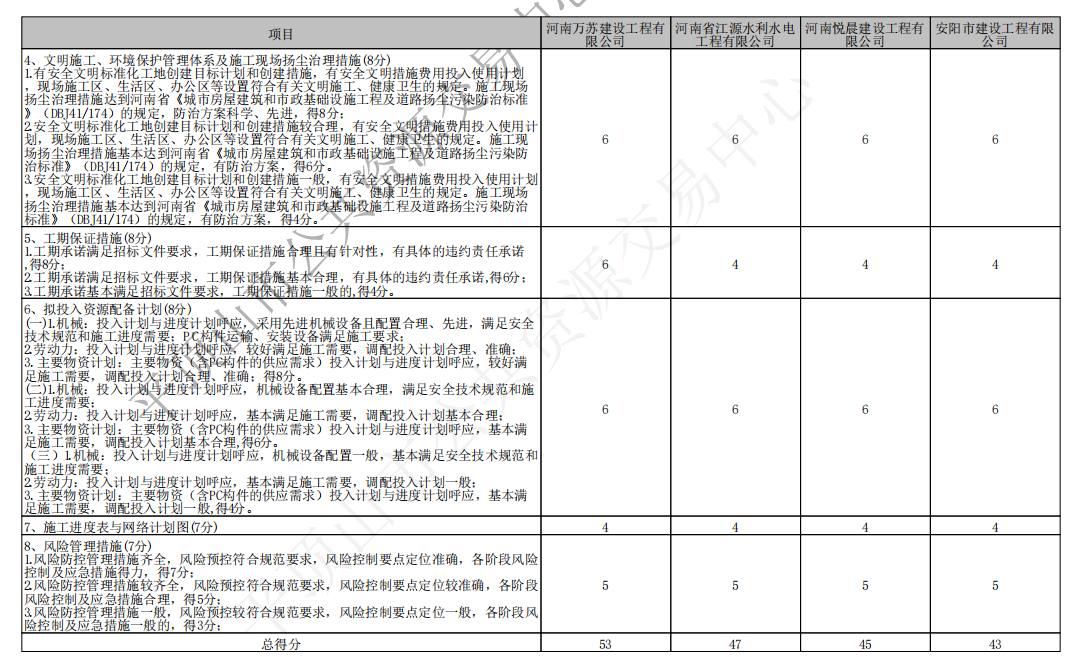 项目
河南万苏建设工程有限公司
河南省江源水利水电工程有限公司
河南悦晨建设工程有限公司
安阳市建设工程有限公司
4、文明施工、环境保护管理体系及施工现场扬尘治理措施(8分)
1.有安全文明标准化工地创建目标计划和创建措施，有安全文明措施费用投入使用计划
，现场施工区、生活区、办公区等设置符合有关文明施工、健康卫生的规定。施工现场
扬尘治理措施达到河南省《城市房屋建筑和市政基础设施工程及道路扬尘污染防治标准
》（DBJ41/174）的规定，防治方案科学、先进，得8分；
2.安全文明标准化工地创建目标计划和创建措施较合理，有安全文明措施费用投入使用计
划，现场施工区、生活区、办公区等设置符合有关文明施工、健康卫生的规定。施工现
场扬尘治理措施基本达到河南省《城市房屋建筑和市政基础设施工程及道路扬尘污染防
治标准》（DBJ41/174）的规定，有防治方案，得6分。
3.安全文明标准化工地创建目标计划和创建措施一般，有安全文明措施费用投入使用计划
，现场施工区、生活区、办公区等设置符合有关文明施工、健康卫生的规定。施工现场
扬尘治理措施基本达到河南省《城市房屋建筑和市政基础设施工程及道路扬尘污染防治
标准》（DBJ41/174）的规定，有防治方案，得4分。
6 6 6 6
5、工期保证措施(8分)
1.工期承诺满足招标文件要求，工期保证措施合理且有针对性，有具体的违约责任承诺
,得8分；
2.工期承诺满足招标文件要求，工期保证措施基本合理，有具体的违约责任承诺,得6分；
3.工期承诺基本满足招标文件要求，工期保证措施一般的,得4分。
6 4 4 4
6、拟投入资源配备计划(8分)
(一)1.机械：投入计划与进度计划呼应，采用先进机械设备且配置合理、先进，满足安全
技术规范和施工进度需要；PC构件运输、安装设备满足施工要求；
2.劳动力：投入计划与进度计划呼应，较好满足施工需要，调配投入计划合理、准确；
3.主要物资计划：主要物资（含PC构件的供应需求）投入计划与进度计划呼应，较好满
足施工需要，调配投入计划合理、准确；得8分。
(二)1.机械：投入计划与进度计划呼应，机械设备配置基本合理，满足安全技术规范和施
工进度需要；
2.劳动力：投入计划与进度计划呼应，基本满足施工需要，调配投入计划基本合理；
3.主要物资计划：主要物资（含PC构件的供应需求）投入计划与进度计划呼应，基本满
足施工需要，调配投入计划基本合理,得6分。
（三）1.机械：投入计划与进度计划呼应，机械设备配置一般，基本满足安全技术规范和
施工进度需要；
2.劳动力：投入计划与进度计划呼应，基本满足施工需要，调配投入计划一般；
3.主要物资计划：主要物资（含PC构件的供应需求）投入计划与进度计划呼应，基本满
足施工需要，调配投入计划一般,得4分。
6 6 6 6
7、施工进度表与网络计划图(7分)
4 4 4 4
8、风险管理措施(7分)
1.风险防控管理措施齐全，风险预控符合规范要求，风险控制要点定位准确，各阶段风险
控制及应急措施得力，得7分；
2.风险防控管理措施较齐全，风险预控符合规范要求，风险控制要点定位较准确，各阶段
风险控制及应急措施合理，得5分；
3.风险防控管理措施一般，风险预控较符合规范要求，风险控制要点定位一般，各阶段风
险控制及应急措施一般的，得3分；
5 5 5 5
总得分 53 47 45 43
平顶山市公共资源交易中心
平顶山市公共资源交易中心